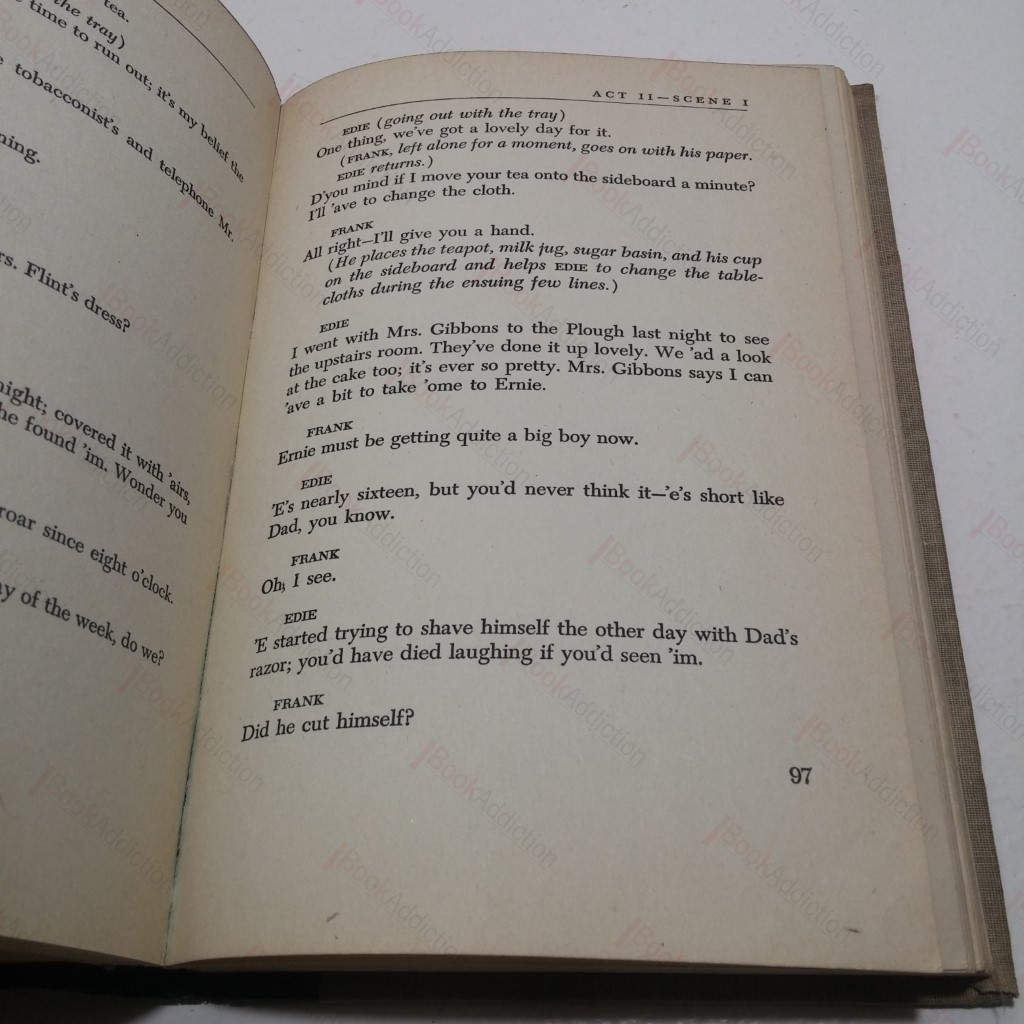 tea.
the tray)
time to run out; it's my belief the
tobacconist's and telephone Mr.
ning.
rs. Flint's dress?
night; covered it with 'airs,
he found 'im. Wonder you
roar since eight o'clock.
ay of the week, do we?
ACT II—SCENE I
EDIE (going out with the tray)
One thing, we've got a lovely day for it.
(FRANK, left alone for a moment, goes on with his paper.
EDIE returns.)
D'you mind if I move your tea onto the sideboard a minute?
I'll 'ave to change the cloth.
FRANK
All right—I'll give you a hand.
(He places the teapot, milk jug, sugar basin, and his cup
on the sideboard and helps EDIE to change the table-
cloths during the ensuing few lines.)
EDIE
I went with Mrs. Gibbons to the Plough last night to see
the upstairs room. They've done it up lovely. We 'ad a look
at the cake too; it's ever so pretty. Mrs. Gibbons says I can
'ave a bit to take 'ome to Ernie.
FRANK
Ernie must be getting quite a big boy now.
EDIE
'E's nearly sixteen, but you'd never think it—'e's short like
Dad, you know.
FRANK
Oh, I see.
EDIE
'E started trying to shave himself the other day with Dad's
razor; you'd have died laughing if you'd seen 'im.
FRANK
Did he cut himself?
97
BookAddiction